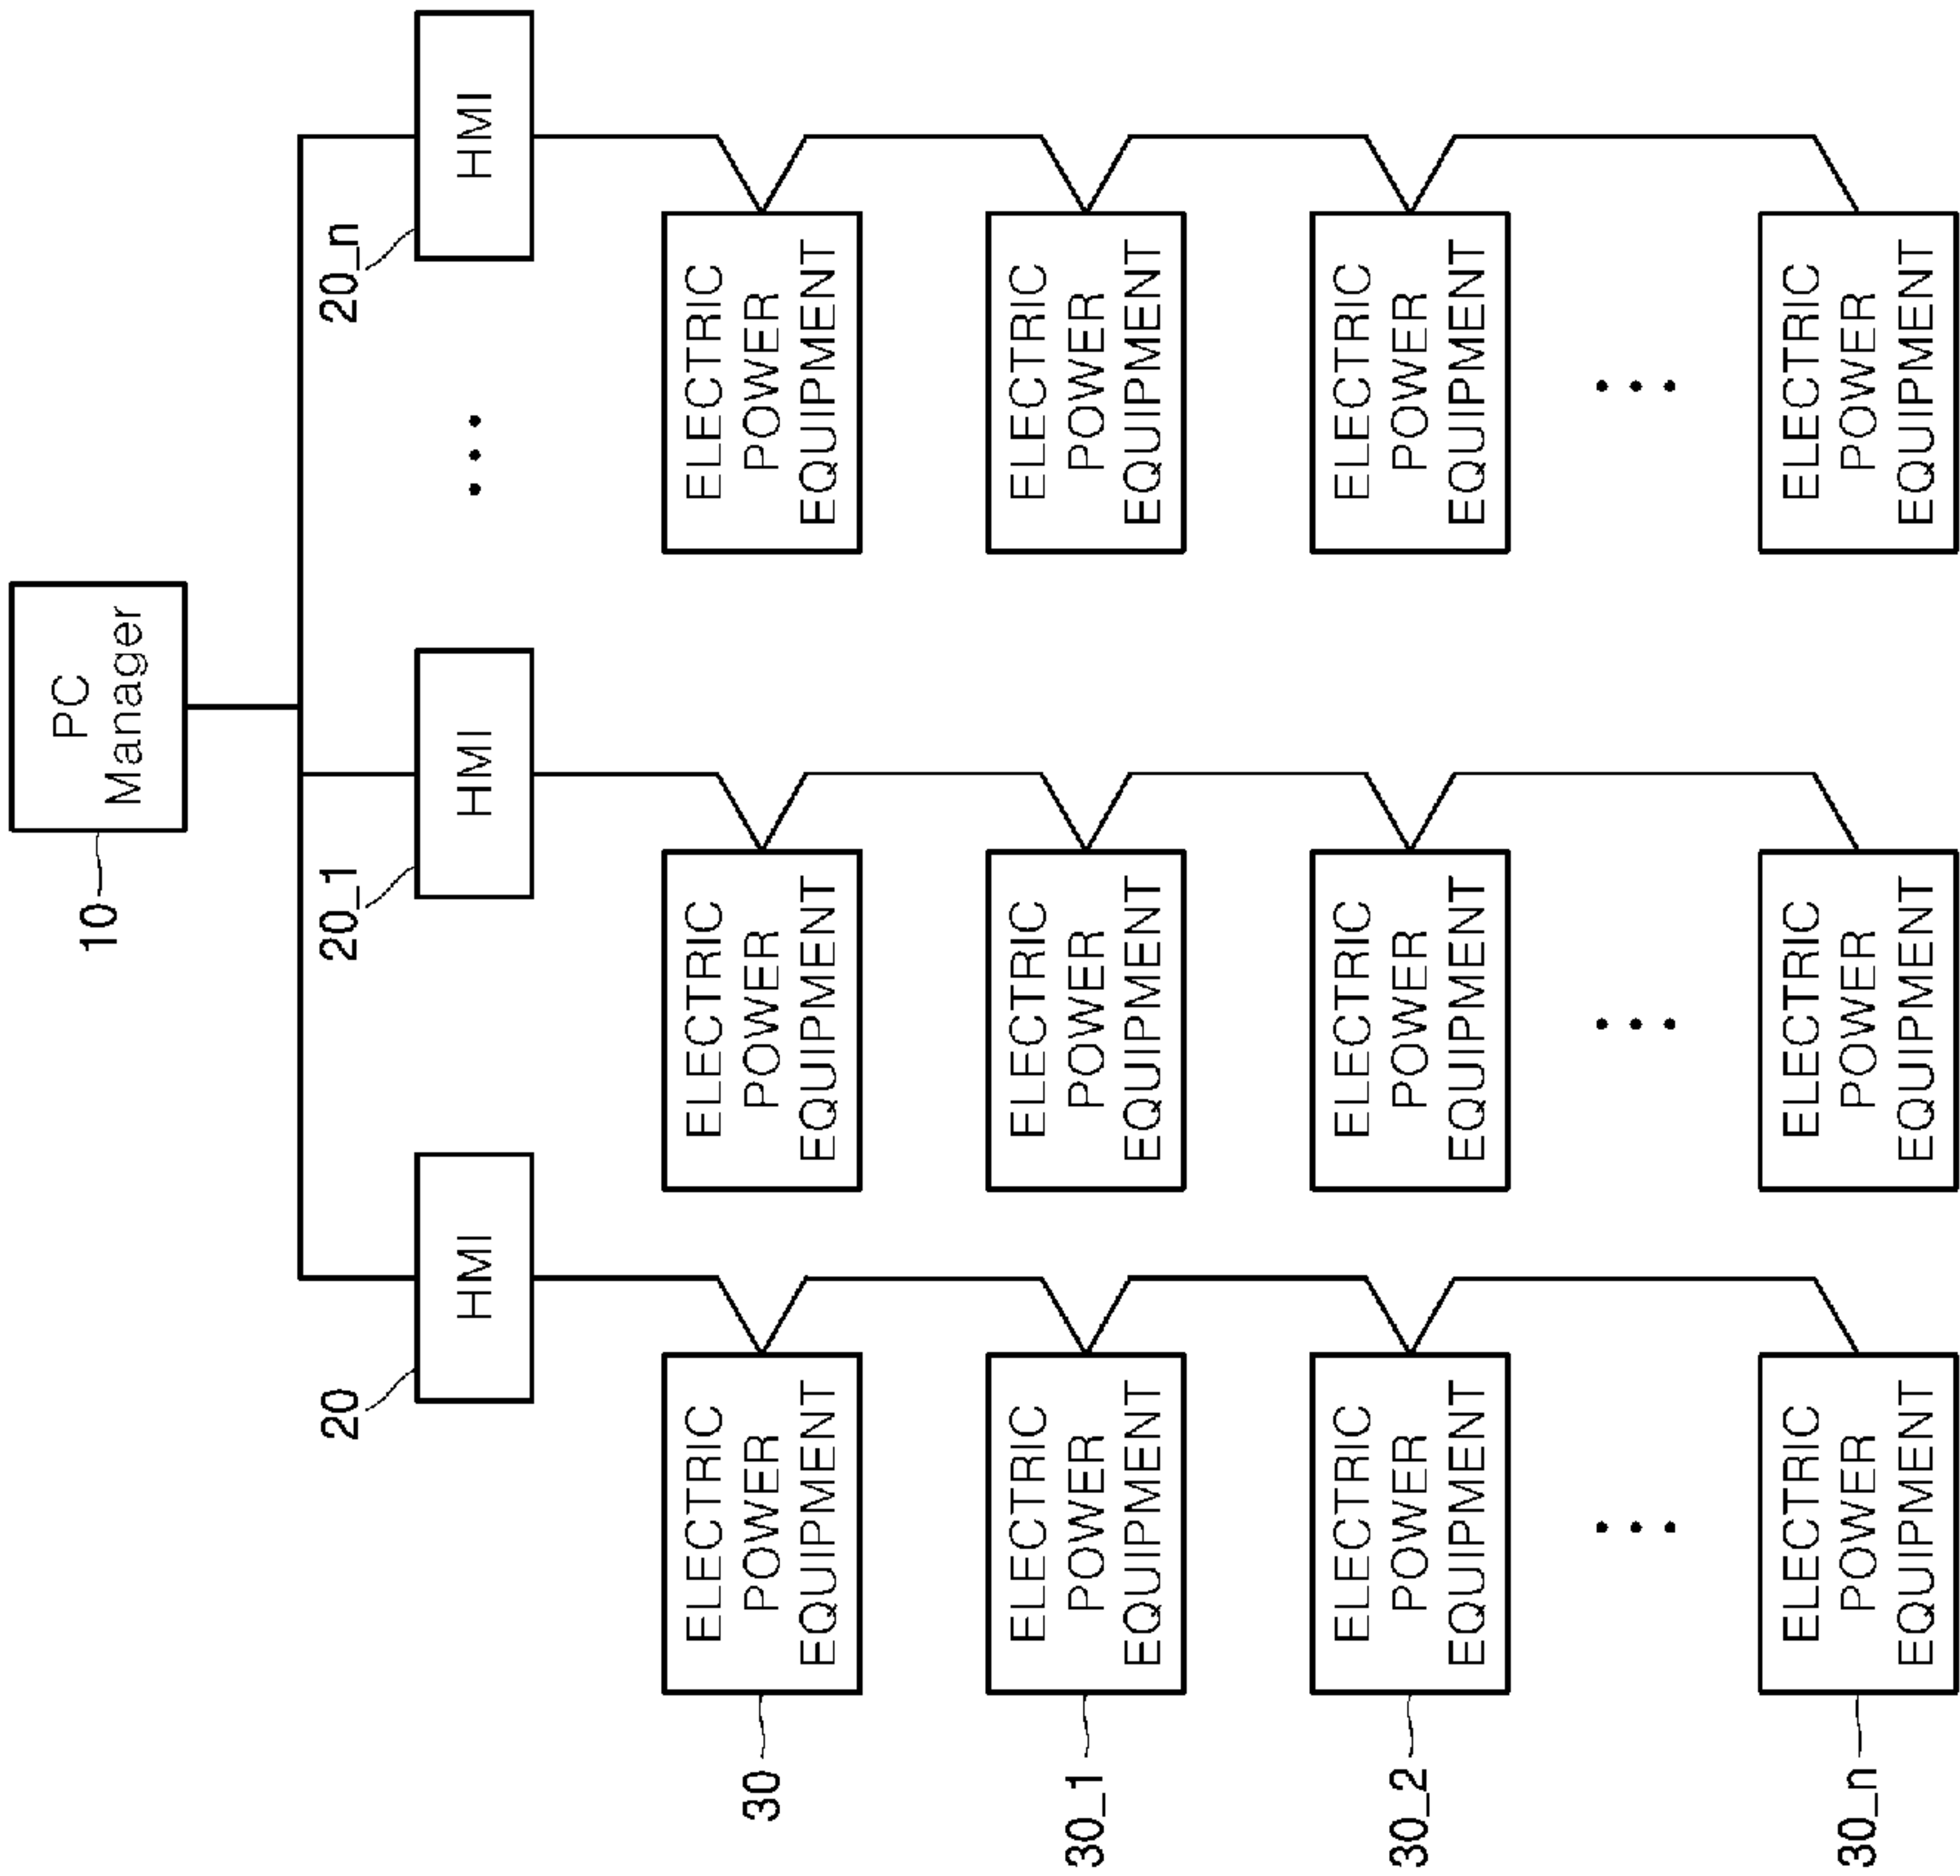 PC
Manager
10
20
20_1
20_n
HMI
HMI
HMI
ELECTRIC
POWER
EQUIPMENT
ELECTRIC
POWER
EQUIPMENT
ELECTRIC
POWER
EQUIPMENT
30
ELECTRIC
POWER
EQUIPMENT
ELECTRIC
POWER
EQUIPMENT
ELECTRIC
POWER
EQUIPMENT
30_1
ELECTRIC
POWER
EQUIPMENT
ELECTRIC
POWER
EQUIPMENT
ELECTRIC
POWER
EQUIPMENT
30_2
ELECTRIC
POWER
EQUIPMENT
ELECTRIC
POWER
EQUIPMENT
ELECTRIC
POWER
EQUIPMENT
30_n